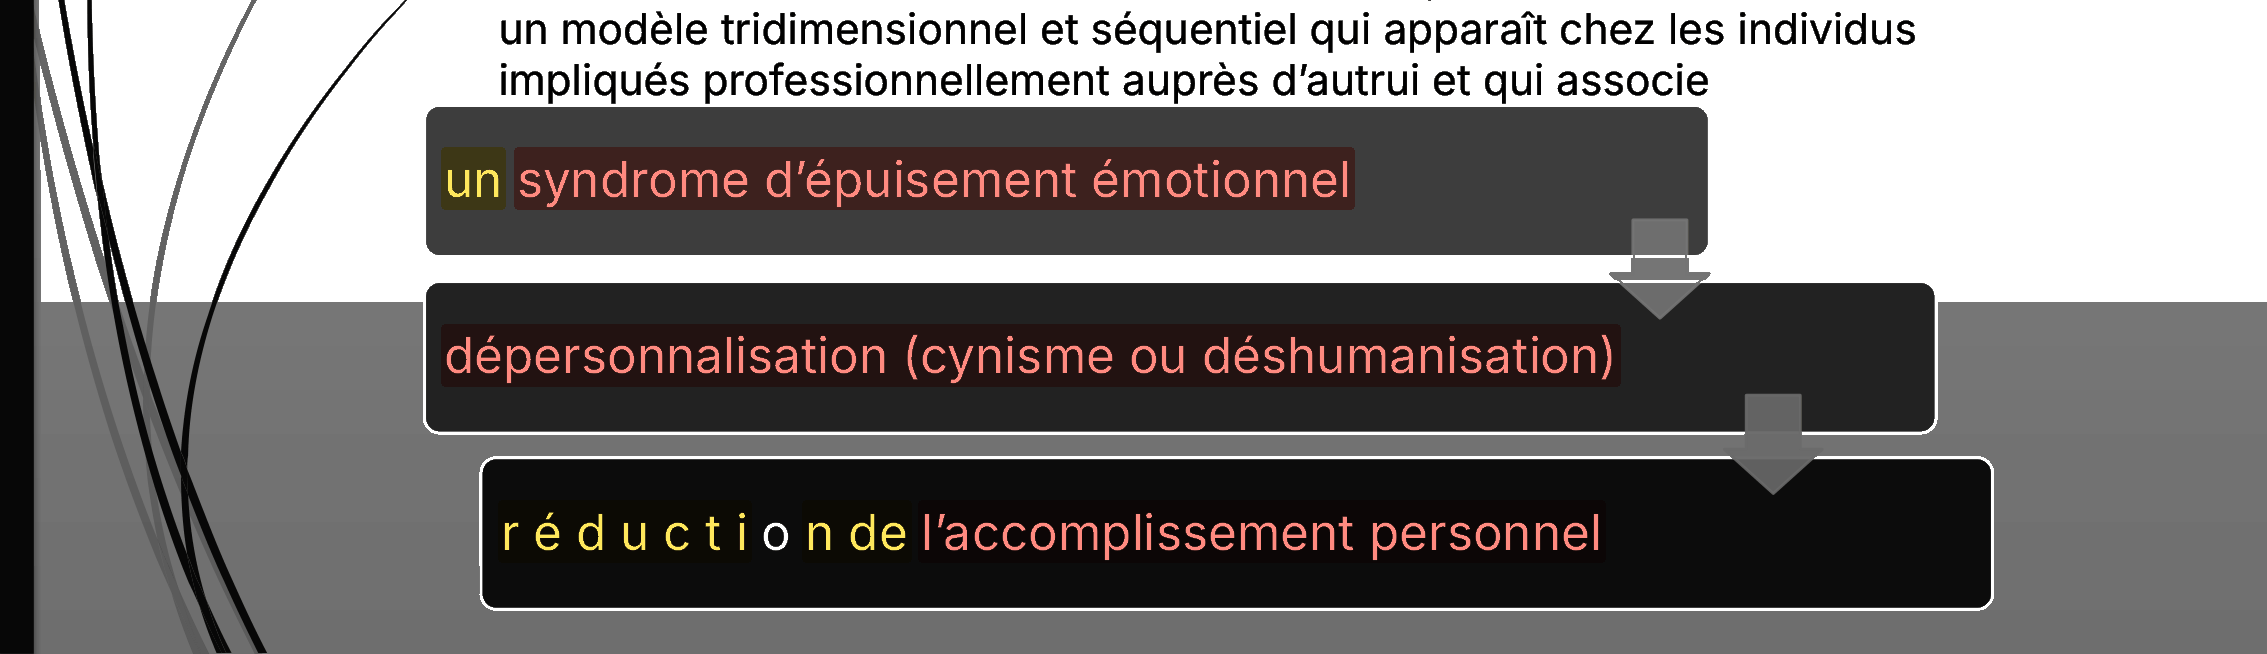 un modèle tridimensionnel et séquentiel qui apparaît chez les individus
impliqués professionnellement auprès d’autrui et qui associe
un syndrome d’épuisement émotionnel
dépersonnalisation (cynisme ou déshumanisation)
r é d u c t i o n de l’accomplissement personnel